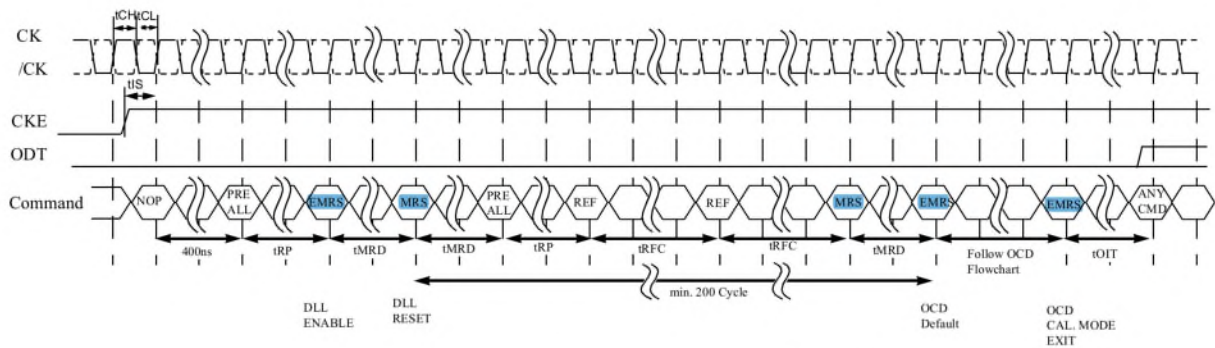 tCH tCL
CK
/CK
tIS
CKE
ODT
Command NOP PRE ALL EMRS MRS PRE ALL REF REF MRS EMRS EMRS ANY CMD
400ns tRP tMRD tMRD tRP tRFC tRFC tMRD Follow OCD Flowchart tOIT
min. 200 Cycle
DLL ENABLE
DLL RESET
OCD Default
OCD CAL. MODE EXIT